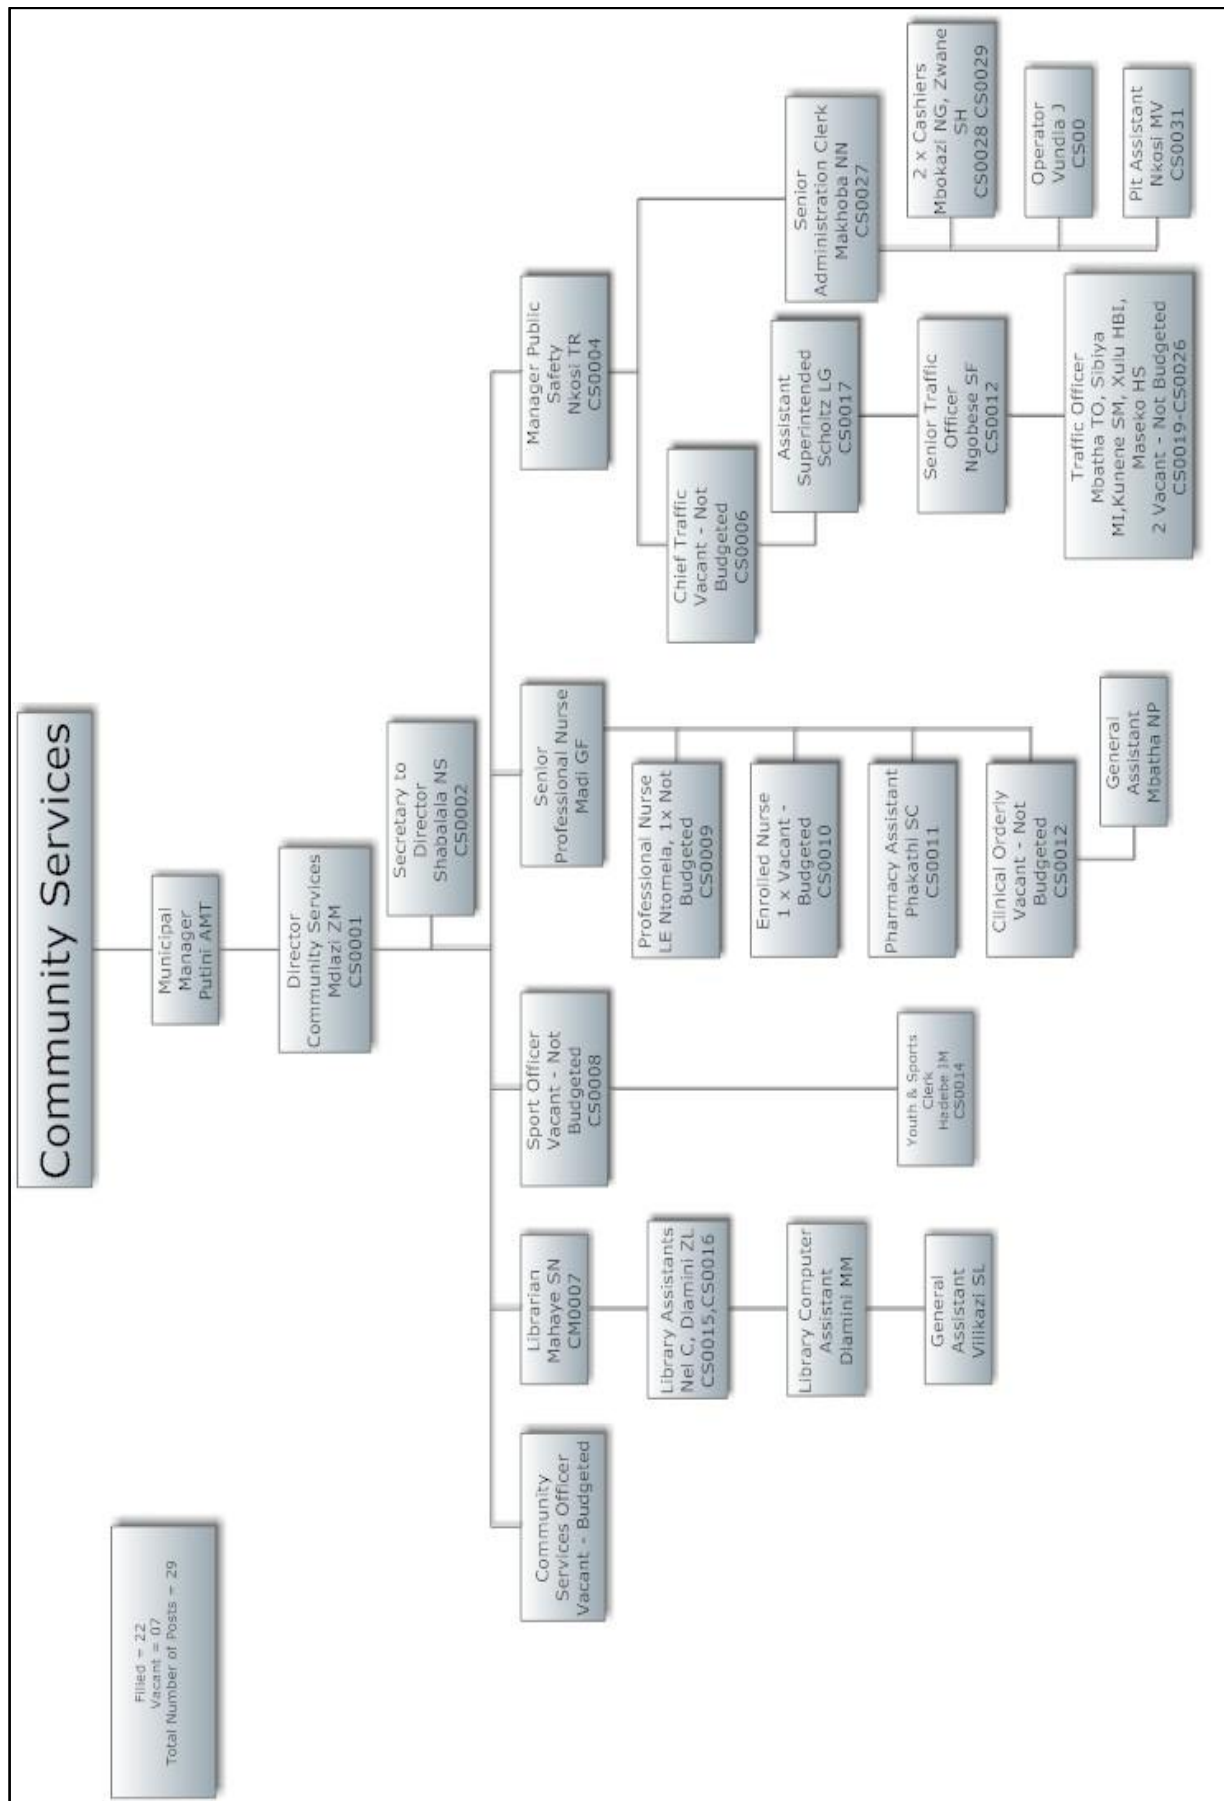 Community Services
Filled = 22
Vacant = 07
Total Number of Posts = 29
Municipal
Manager
Putini AMT
Director
Community Services
Mdlazi ZM
CS0001
Secretary to
Director
Shabalala NS
CS0002
Community
Services Officer
Vacant - Budgeted
Librarian
Mahaye SN
CM0007
Sport Officer
Vacant - Not
Budgeted
CS0008
Senior
Professional Nurse
Madi GF
Manager Public
Safety
Nkosi TR
CS0004
Library Assistants
Nel C, Dlamini ZL
CS0015,CS0016
Library Computer
Assistant
Dlamini MM
General
Assistant
Vilikazi SL
Youth & Sports
Clerk
Hadebe IM
CS0014
Professional Nurse
LE Ntomela, 1x Not
Budgeted
CS0009
Enrolled Nurse
1 x Vacant -
Budgeted
CS0010
Pharmacy Assistant
Phakathi SC
CS0011
Clinical Orderly
Vacant - Not
Budgeted
CS0012
General
Assistant
Mbatha NP
Chief Traffic
Vacant - Not
Budgeted
CS0006
Assistant
Superintended
Scholtz LG
CS0017
Senior Traffic
Officer
Ngobese SF
CS0012
Traffic Officer
Mbatha TO, Sibiya
MI,Kunene SM, Xulu HBI,
Maseko HS
2 Vacant - Not Budgeted
CS0019-CS0026
Senior
Administration Clerk
Makhoba NN
CS0027
2 x Cashiers
Mbokazi NG, Zwane
SH
CS0028 CS0029
Operator
Vundla J
CS00
Pit Assistant
Nkosi MV
CS0031